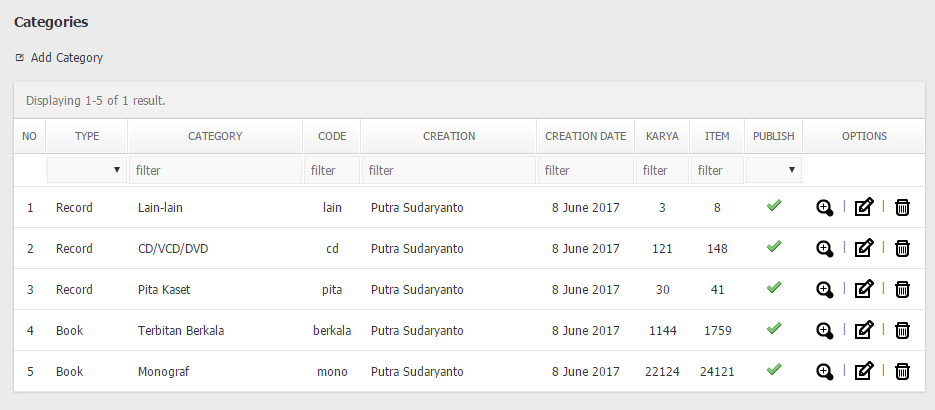 Categories
Add Category
Displaying 1-5 of 1 result.
NO TYPE CATEGORY CODE CREATION CREATION DATE KARYA ITEM PUBLISH OPTIONS
filter filter filter filter filter filter
1 Record Lain-lain lain Putra Sudaryanto 8 June 2017 3 8 | |
2 Record CD/VCD/DVD cd Putra Sudaryanto 8 June 2017 121 148 | |
3 Record Pita Kaset pita Putra Sudaryanto 8 June 2017 30 41 | |
4 Book Terbitan Berkala berkala Putra Sudaryanto 8 June 2017 1144 1759 | |
5 Book Monograf mono Putra Sudaryanto 8 June 2017 22124 24121 | |